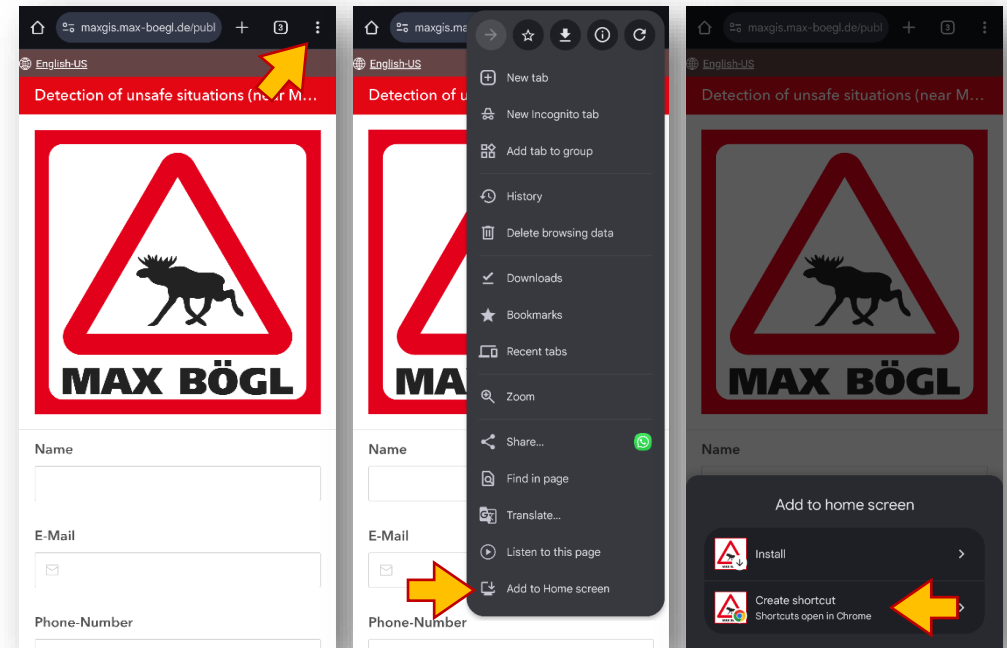 maxgis.max-boegl.de/publ
3
English-US
Detection of unsafe situations (near M...
MAX BÖGL
Name
E-Mail
Phone-Number
maxgis.ma
English-US
Detection of u
MA
Name
E-Mail
Phone-Number
New tab
New Incognito tab
Add tab to group
History
Delete browsing data
Downloads
Bookmarks
Recent tabs
Zoom
Share...
Find in page
Translate...
Listen to this page
Add to Home screen
maxgis.max-boegl.de/publ
3
English-US
Detection of unsafe situations (near M...
MAX BÖGL
Name
Add to home screen
MAX BÖGL
Install
MAX BÖGL
Create shortcut
Shortcuts open in Chrome